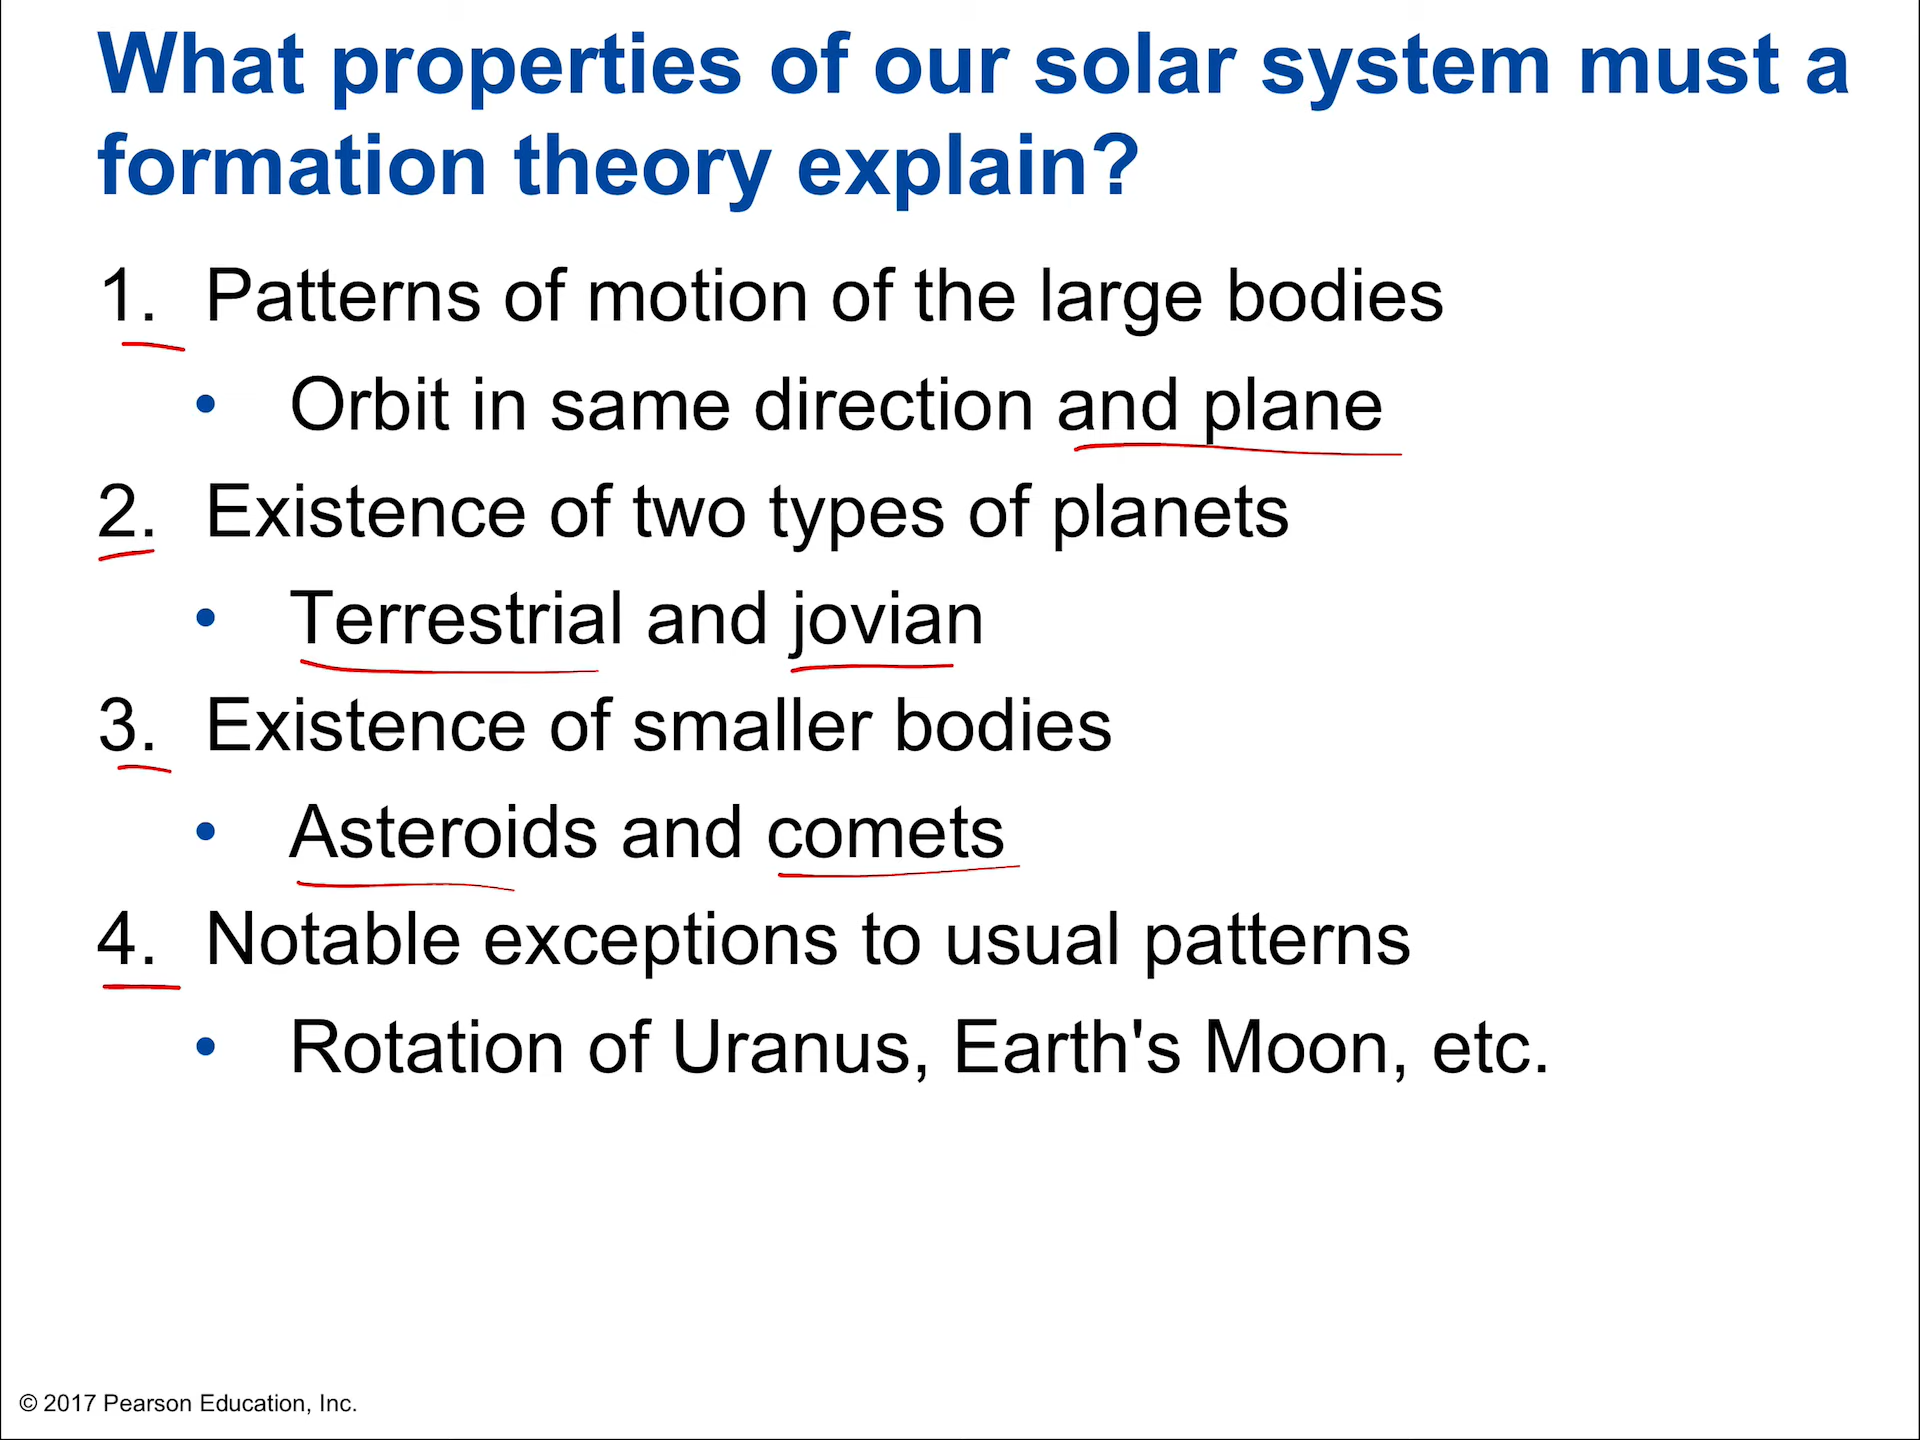 What properties of our solar system must a
formation theory explain?
1. Patterns of motion of the large bodies
• Orbit in same direction and plane
2. Existence of two types of planets
• Terrestrial and jovian
3. Existence of smaller bodies
• Asteroids and comets
4. Notable exceptions to usual patterns
• Rotation of Uranus, Earth's Moon, etc.
© 2017 Pearson Education, Inc.